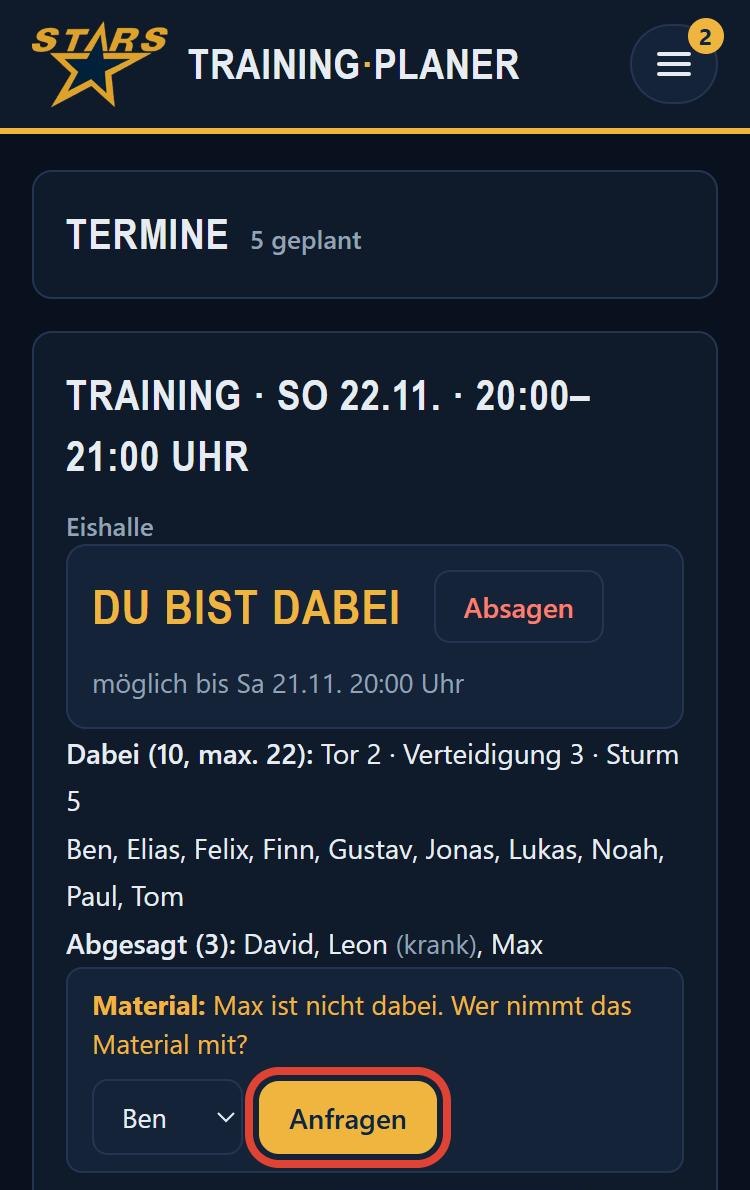 STARS
TRAINING·PLANER
2
TERMINE 5 geplant
TRAINING · SO 22.11. · 20:00–
21:00 UHR
Eishalle
DU BIST DABEI Absagen
möglich bis Sa 21.11. 20:00 Uhr
Dabei (10, max. 22): Tor 2 · Verteidigung 3 · Sturm
5
Ben, Elias, Felix, Finn, Gustav, Jonas, Lukas, Noah,
Paul, Tom
Abgesagt (3): David, Leon (krank), Max
Material: Max ist nicht dabei. Wer nimmt das
Material mit?
Ben Anfragen